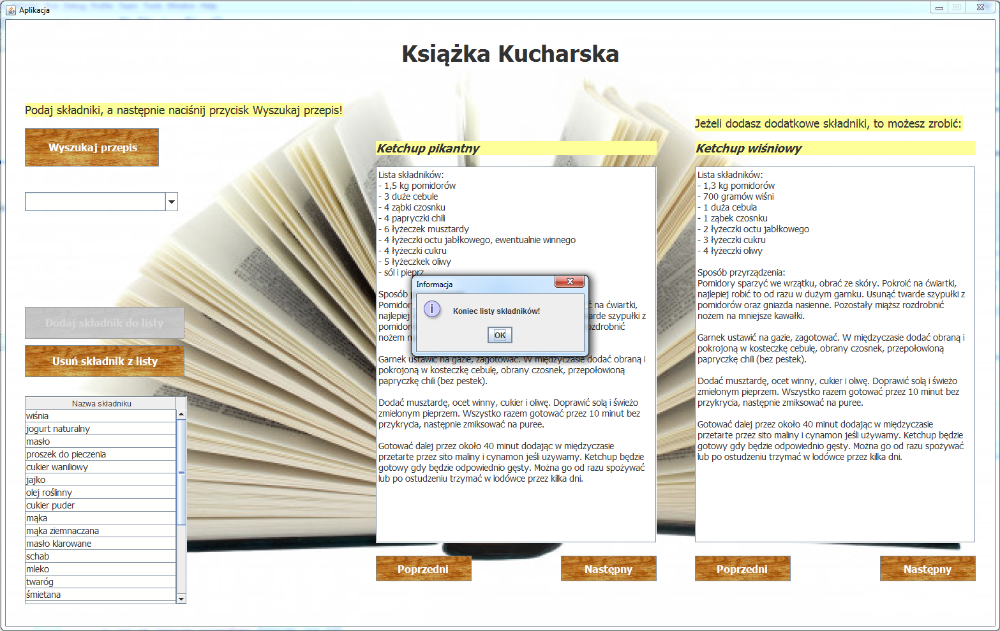 Aplikacja
Książka Kucharska
Podaj składniki, a następnie naciśnij przycisk Wyszukaj przepis!
Wyszukaj przepis
Dodaj składnik do listy
Usuń składnik z listy
Nazwa składniku
wiśnia
jogurt naturalny
masło
proszek do pieczenia
cukier waniliowy
jajko
olej roślinny
cukier puder
mąka
mąka ziemnaczana
masło klarowane
schab
mleko
twaróg
śmietana
Ketchup pikantny
Lista składników:
- 1,5 kg pomidorów
- 3 duże cebule
- 4 ząbki czosnku
- 4 papryczki chili
- 6 łyżeczek musztardy
- 4 łyżeczki octu jabłkowego, ewentualnie winnego
- 4 łyżeczki cukru
- 5 łyżeczkek oliwy
- sól i pieprz
Sposób
Pomidor ć na ćwiartki,
najlepiej arde szypułki z
pomidor ozdrobnić
nożem n
Garnek ustawić na gazie, zagotować. W międzyczasie dodać obraną i
pokrojoną w kosteczkę cebulę, obrany czosnek, przepołowioną
papryczkę chili (bez pestek).
Dodać musztardę, ocet winny, cukier i oliwę. Doprawić solą i świeżo
zmielonym pieprzem. Wszystko razem gotować przez 10 minut bez
przykrycia, następnie zmiksować na puree.
Gotować dalej przez około 40 minut dodając w międzyczasie
przetarte przez sito maliny i cynamon jeśli używamy. Ketchup będzie
gotowy gdy będzie odpowiednio gęsty. Można go od razu spożywać
lub po ostudzeniu trzymać w lodówce przez kilka dni.
Poprzedni
Następny
Informacja
Koniec listy składników!
OK
Jeżeli dodasz dodatkowe składniki, to możesz zrobić:
Ketchup wiśniowy
Lista składników:
- 1,3 kg pomidorów
- 700 gramów wiśni
- 1 duża cebula
- 1 ząbek czosnku
- 2 łyżeczki octu jabłkowego
- 3 łyżeczki cukru
- 4 łyżeczki oliwy
Sposób przyrządzenia:
Pomidory sparzyć we wrzątku, obrać ze skóry. Pokroić na ćwiartki,
najlepiej robić to od razu w dużym garnku. Usunąć twarde szypułki z
pomidorów oraz gniazda nasienne. Pozostały miąższ rozdrobnić
nożem na mniejsze kawałki.
Garnek ustawić na gazie, zagotować. W międzyczasie dodać obraną i
pokrojoną w kosteczkę cebulę, obrany czosnek, przepołowioną
papryczkę chili (bez pestek).
Dodać musztardę, ocet winny, cukier i oliwę. Doprawić solą i świeżo
zmielonym pieprzem. Wszystko razem gotować przez 10 minut bez
przykrycia, następnie zmiksować na puree.
Gotować dalej przez około 40 minut dodając w międzyczasie
przetarte przez sito maliny i cynamon jeśli używamy. Ketchup będzie
gotowy gdy będzie odpowiednio gęsty. Można go od razu spożywać
lub po ostudzeniu trzymać w lodówce przez kilka dni.
Poprzedni
Następny